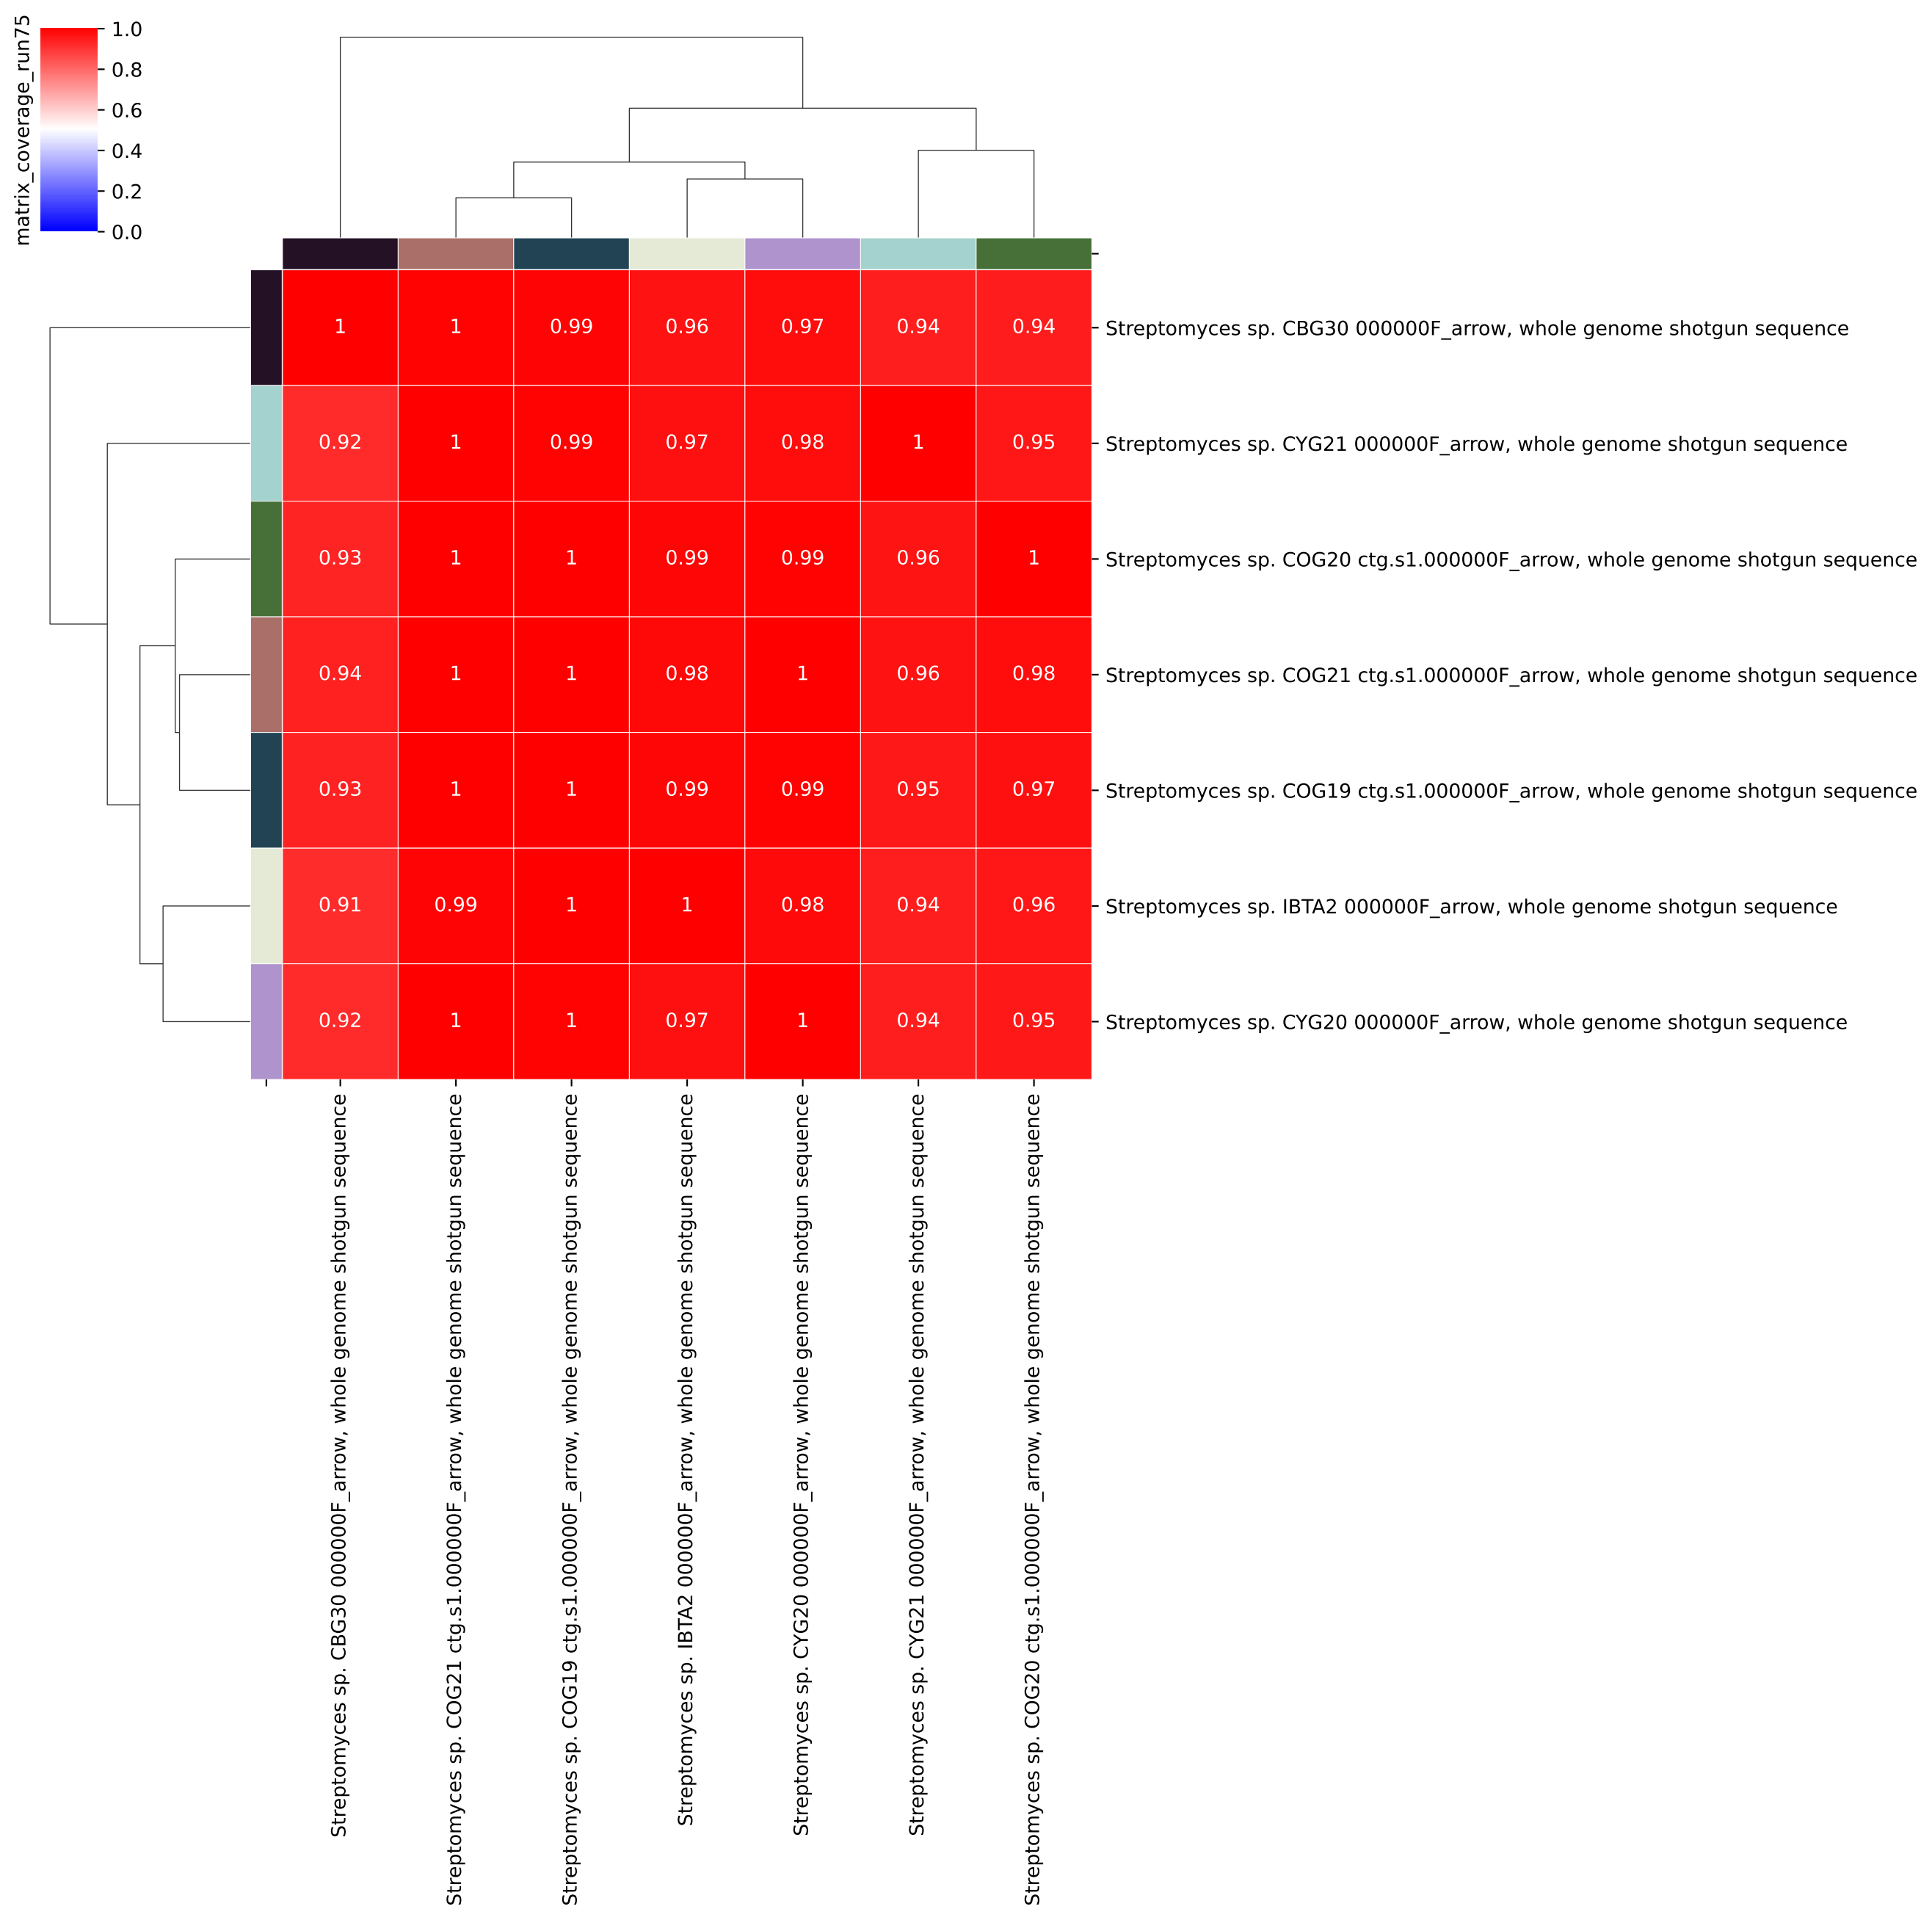 matrix_coverage_run75
1.0
0.8
0.6
0.4
0.2
0.0
1 1 0.99 0.96 0.97 0.94 0.94 Streptomyces sp. CBG30 000000F_arrow, whole genome shotgun sequence
0.92 1 0.99 0.97 0.98 1 0.95 Streptomyces sp. CYG21 000000F_arrow, whole genome shotgun sequence
0.93 1 1 0.99 0.99 0.96 1 Streptomyces sp. COG20 ctg.s1.000000F_arrow, whole genome shotgun sequence
0.94 1 1 0.98 1 0.96 0.98 Streptomyces sp. COG21 ctg.s1.000000F_arrow, whole genome shotgun sequence
0.93 1 1 0.99 0.99 0.95 0.97 Streptomyces sp. COG19 ctg.s1.000000F_arrow, whole genome shotgun sequence
0.91 0.99 1 1 0.98 0.94 0.96 Streptomyces sp. IBTA2 000000F_arrow, whole genome shotgun sequence
0.92 1 1 0.97 1 0.94 0.95 Streptomyces sp. CYG20 000000F_arrow, whole genome shotgun sequence
Streptomyces sp. CBG30 000000F_arrow, whole genome shotgun sequence
Streptomyces sp. COG21 ctg.s1.000000F_arrow, whole genome shotgun sequence
Streptomyces sp. COG19 ctg.s1.000000F_arrow, whole genome shotgun sequence
Streptomyces sp. IBTA2 000000F_arrow, whole genome shotgun sequence
Streptomyces sp. CYG20 000000F_arrow, whole genome shotgun sequence
Streptomyces sp. CYG21 000000F_arrow, whole genome shotgun sequence
Streptomyces sp. COG20 ctg.s1.000000F_arrow, whole genome shotgun sequence